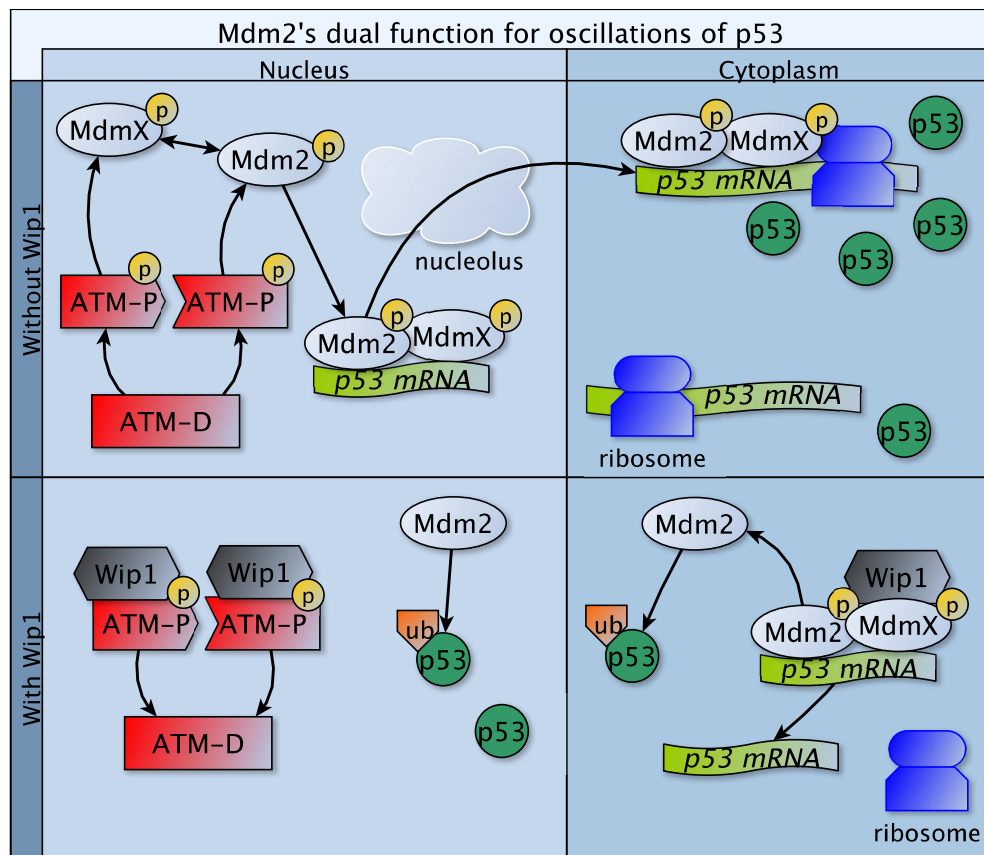 Mdm2's dual function for oscillations of p53
Nucleus
Cytoplasm
Without Wip1
MdmX
p
Mdm2
p
nucleolus
ATM-P
p
ATM-P
p
Mdm2
p
MdmX
p
p53 mRNA
ATM-D
Mdm2
p
MdmX
p
p53 mRNA
p53
p53
p53
p53
p53 mRNA
ribosome
p53
With Wip1
Wip1
ATM-P
p
Wip1
ATM-P
p
ATM-D
Mdm2
ub
p53
p53
Mdm2
ub
p53
Wip1
Mdm2
p
MdmX
p
p53 mRNA
p53 mRNA
ribosome